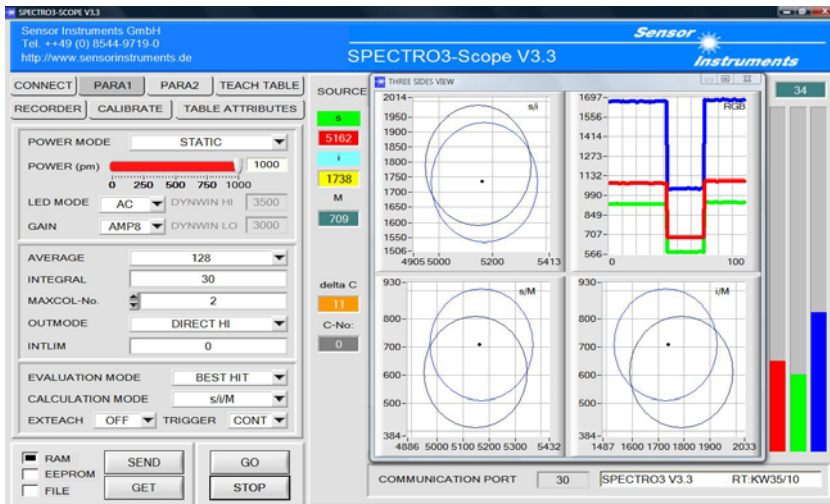 SPECTRO3-SCOPE V3.3
Sensor Instruments GmbH
Tel. ++49 (0) 8544-9719-0
http://www.sensorinstruments.de
SPECTRO3-Scope V3.3
Sensor
Instruments
CONNECT PARA1 PARA2 TEACH TABLE
RECORDER CALIBRATE TABLE ATTRIBUTES
POWER MODE STATIC
POWER (pm) 1000
0 250 500 750 1000
LED MODE AC DYNWIN HI 3500
GAIN AMP8 DYNWIN LO 3000
AVERAGE 128
INTEGRAL 30
MAXCOL-No. 2
OUTMODE DIRECT HI
INTLIM 0
EVALUATION MODE BEST HIT
CALCULATION MODE s/i/M
EXTEACH OFF TRIGGER CONT
RAM
EEPROM
FILE
SEND GO
GET STOP
SOURCE
s
5162
i
1738
M
709
delta C
11
C-No:
0
THREE SIDES VIEW
2014-
1950-
1900-
1850-
1800-
1750-
1700-
1650-
1600-
1550-
1506-
4905 5000 5200 5413
s/i
1697-
1556-
1414-
1273-
1132-
990-
849-
707-
566-
0 100
RGB
930-
800-
600-
384-
4886 5000 5100 5200 5300 5432
s/M
930-
800-
600-
384-
1487 1600 1700 1800 1900 2033
i/M
34
COMMUNICATION PORT 30 SPECTRO3 V3.3 RT:KW35/10